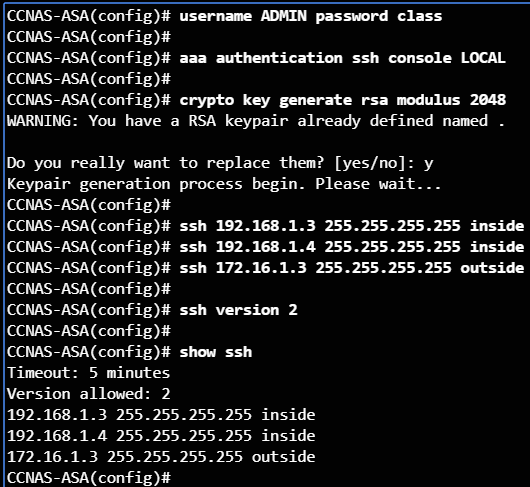 CCNAS-ASA(config)# username ADMIN password class
CCNAS-ASA(config)#
CCNAS-ASA(config)# aaa authentication ssh console LOCAL
CCNAS-ASA(config)#
CCNAS-ASA(config)# crypto key generate rsa modulus 2048
WARNING: You have a RSA keypair already defined named .
Do you really want to replace them? [yes/no]: y
Keypair generation process begin. Please wait...
CCNAS-ASA(config)#
CCNAS-ASA(config)# ssh 192.168.1.3 255.255.255.255 inside
CCNAS-ASA(config)# ssh 192.168.1.4 255.255.255.255 inside
CCNAS-ASA(config)# ssh 172.16.1.3 255.255.255.255 outside
CCNAS-ASA(config)#
CCNAS-ASA(config)# ssh version 2
CCNAS-ASA(config)#
CCNAS-ASA(config)# show ssh
Timeout: 5 minutes
Version allowed: 2
192.168.1.3 255.255.255.255 inside
192.168.1.4 255.255.255.255 inside
172.16.1.3 255.255.255.255 outside
CCNAS-ASA(config)#